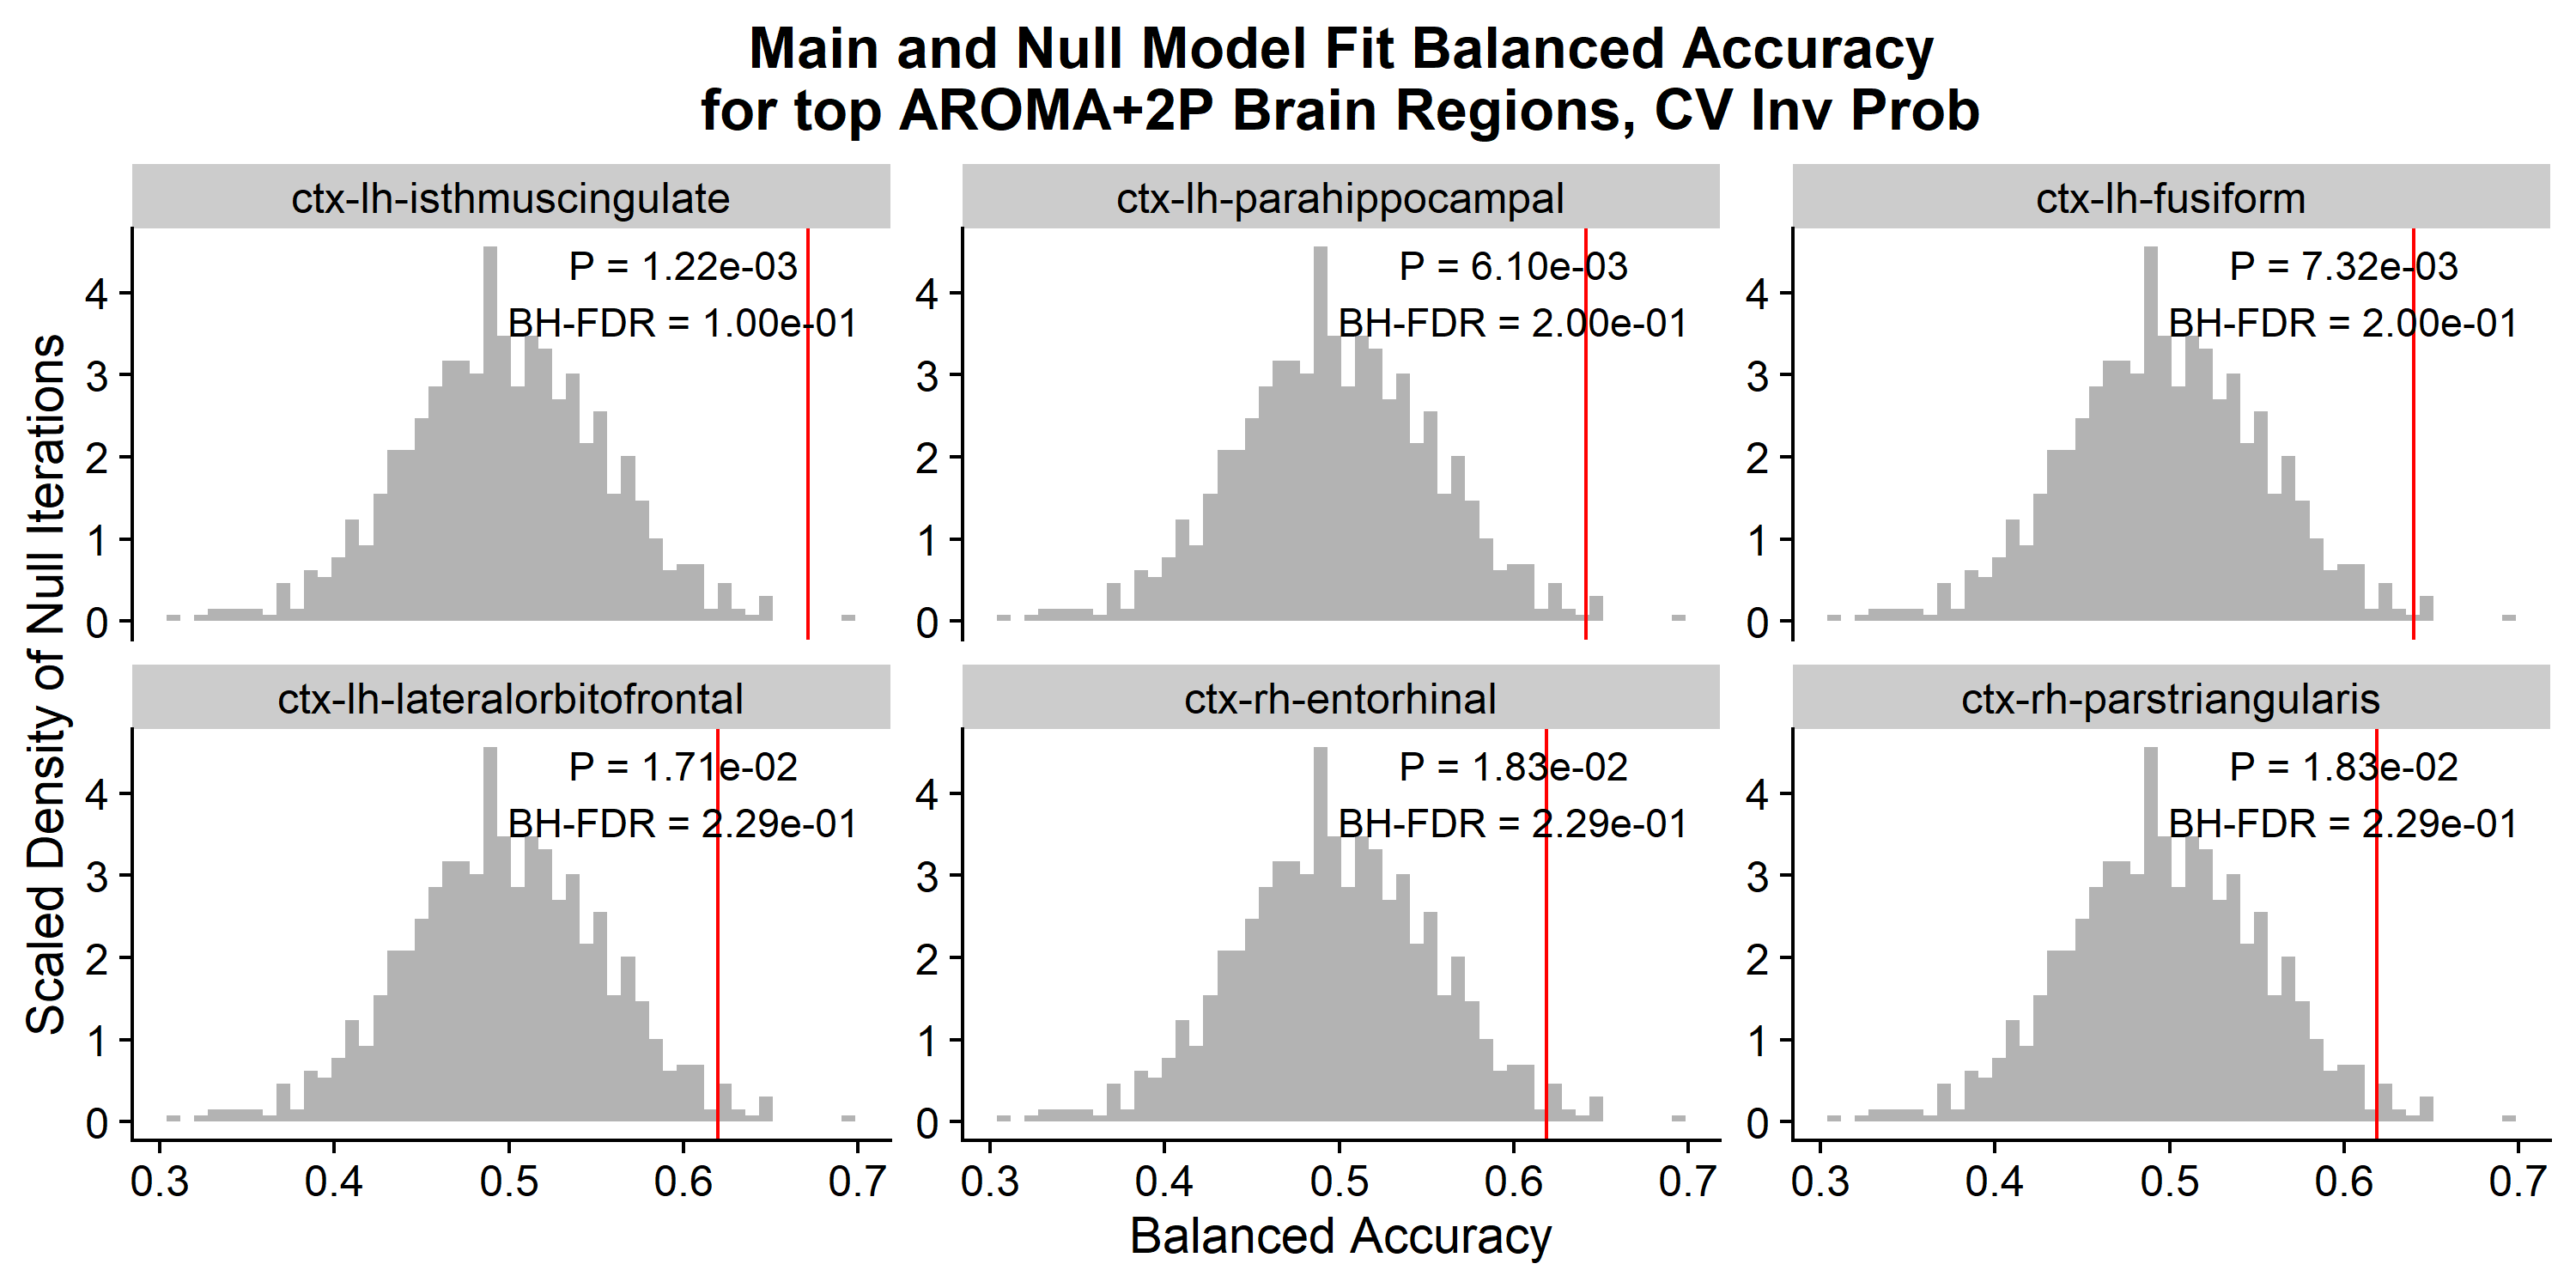 Main and Null Model Fit Balanced Accuracy
for top AROMA+2P Brain Regions, CV Inv Prob
Scaled Density of Null Iterations
ctx-lh-isthmuscingulate
P = 1.22e-03
BH-FDR = 1.00e-01
4
3
2
1
0
ctx-lh-parahippocampal
P = 6.10e-03
BH-FDR = 2.00e-01
4
3
2
1
0
ctx-lh-fusiform
P = 7.32e-03
BH-FDR = 2.00e-01
4
3
2
1
0
ctx-lh-lateralorbitofrontal
P = 1.71e-02
BH-FDR = 2.29e-01
4
3
2
1
0
0.3 0.4 0.5 0.6 0.7
ctx-rh-entorhinal
P = 1.83e-02
BH-FDR = 2.29e-01
4
3
2
1
0
0.3 0.4 0.5 0.6 0.7
ctx-rh-parstriangularis
P = 1.83e-02
BH-FDR = 2.29e-01
4
3
2
1
0
0.3 0.4 0.5 0.6 0.7
Balanced Accuracy